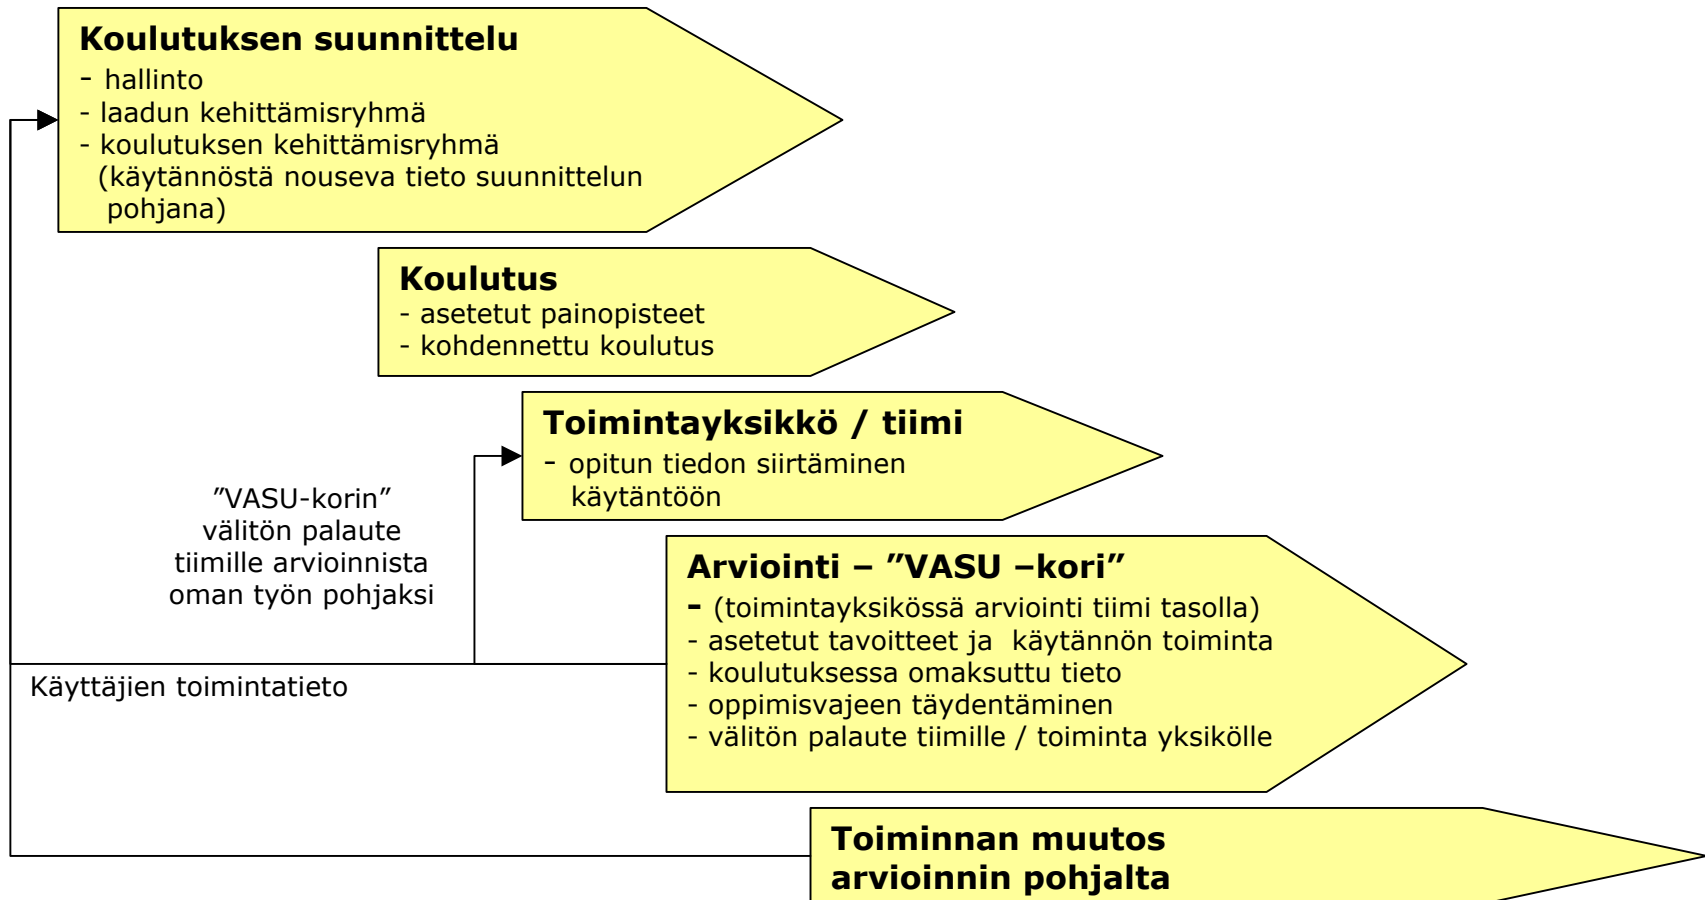 Koulutuksen suunnittelu
- hallinto
- laadun kehittämisryhmä
- koulutuksen kehittämisryhmä
(käytännöstä nouseva tieto suunnittelun
pohjana)
Koulutus
- asetetut painopisteet
- kohdennettu koulutus
Toimintayksikkö / tiimi
- opitun tiedon siirtäminen
käytäntöön
”VASU-korin”
välitön palaute
tiimille arvioinnista
oman työn pohjaksi
Arviointi – ”VASU –kori”
- (toimintayksikössä arviointi tiimi tasolla)
- asetetut tavoitteet ja  käytännön toiminta
- koulutuksessa omaksuttu tieto
- oppimisvajeen täydentäminen
- välitön palaute tiimille / toiminta yksikölle
Käyttäjien toimintatieto
Toiminnan muutos
arvioinnin pohjalta